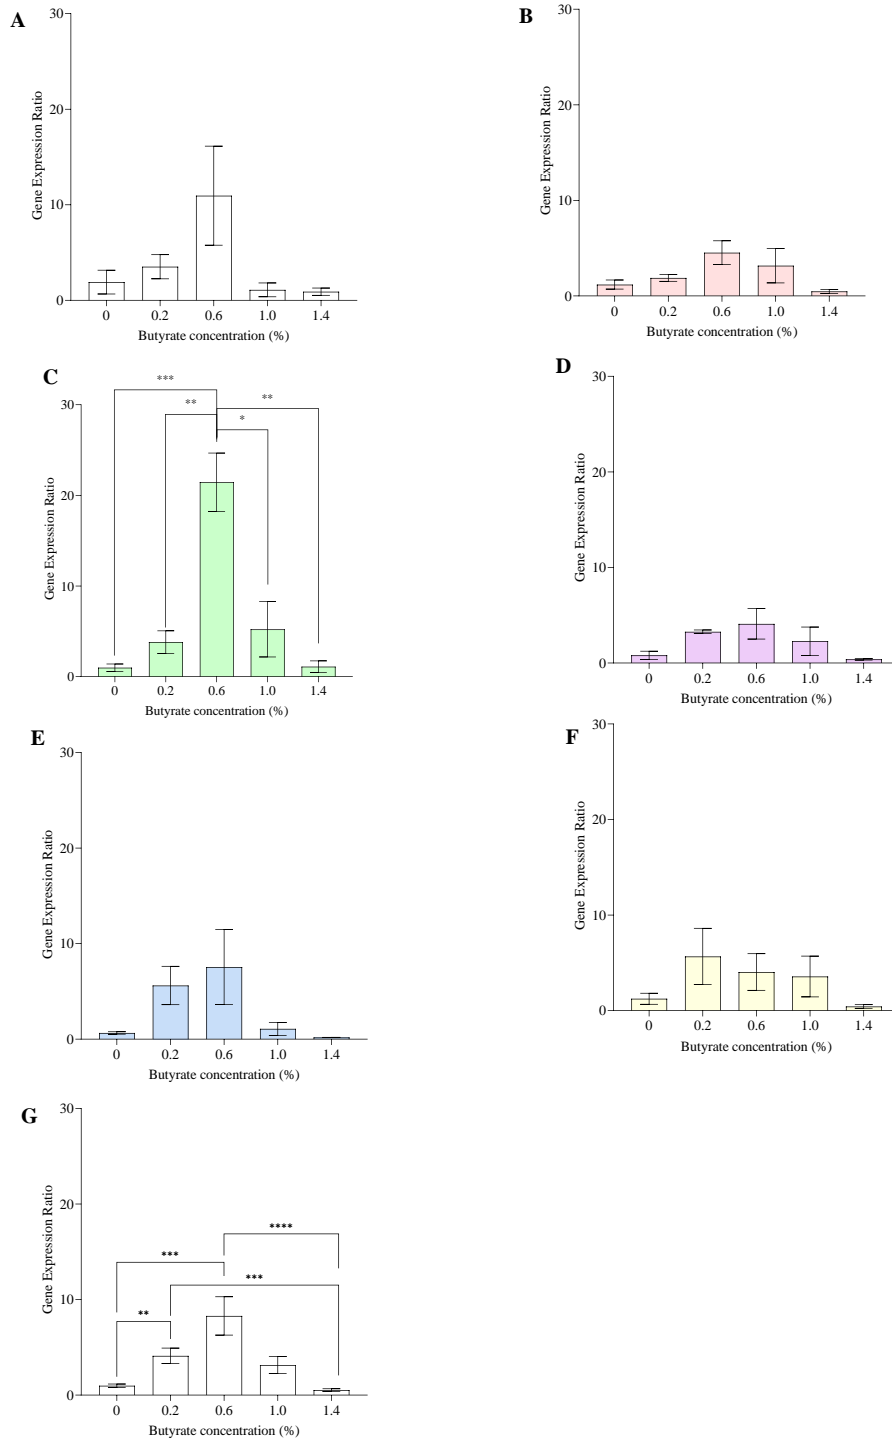 A
30
20
10
0
Gene Expression Ratio
0 0.2 0.6 1.0 1.4
Butyrate concentration (%)
B
30
20
10
0
Gene Expression Ratio
0 0.2 0.6 1.0 1.4
Butyrate concentration (%)
C
***
**
**
*
30
20
10
0
Gene Expression Ratio
0 0.2 0.6 1.0 1.4
Butyrate concentration (%)
D
30
20
10
0
Gene Expression Ratio
0 0.2 0.6 1.0 1.4
Butyrate concentration (%)
E
30
20
10
0
Gene Expression Ratio
0 0.2 0.6 1.0 1.4
Butyrate concentration (%)
F
30
20
10
0
Gene Expression Ratio
0 0.2 0.6 1.0 1.4
Butyrate concentration (%)
G
30
20
10
0
Gene Expression Ratio
****
***
***
**
0 0.2 0.6 1.0 1.4
Butyrate concentration (%)